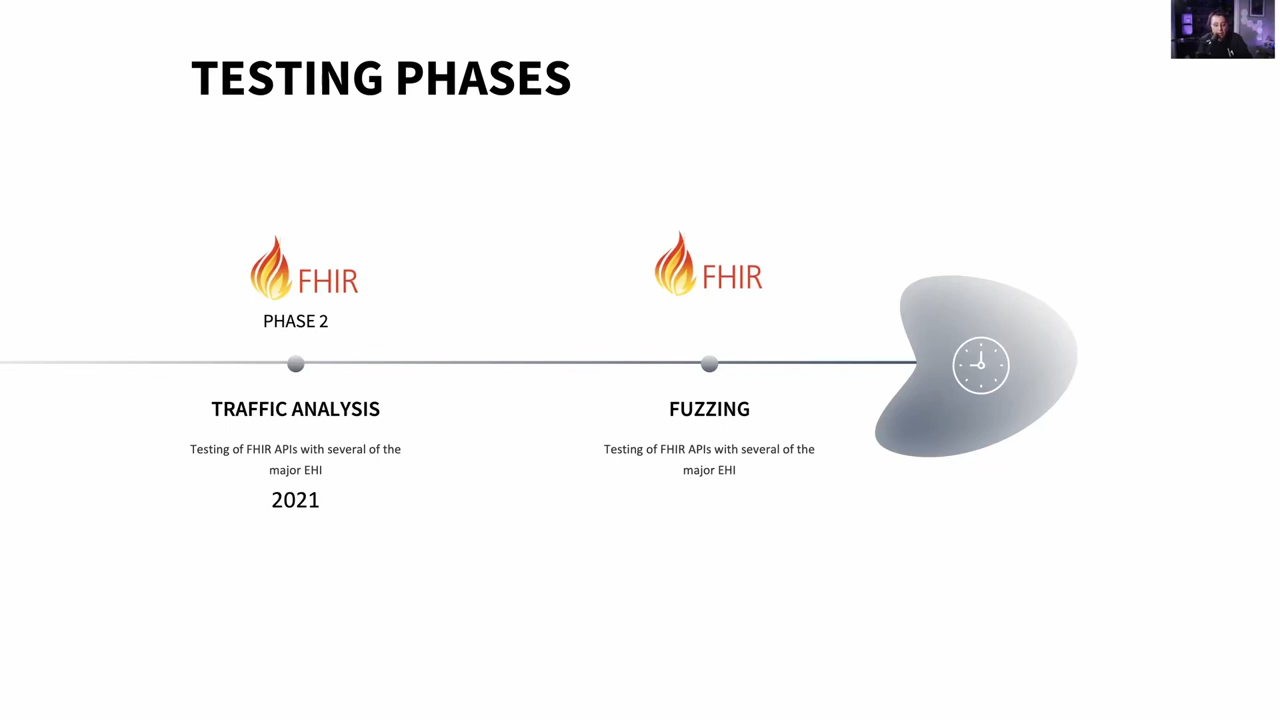 TESTING PHASES
FHIR
PHASE 2
TRAFFIC ANALYSIS
Testing of FHIR APIs with several of the
major EHI
2021
FHIR
FUZZING
Testing of FHIR APIs with several of the
major EHI